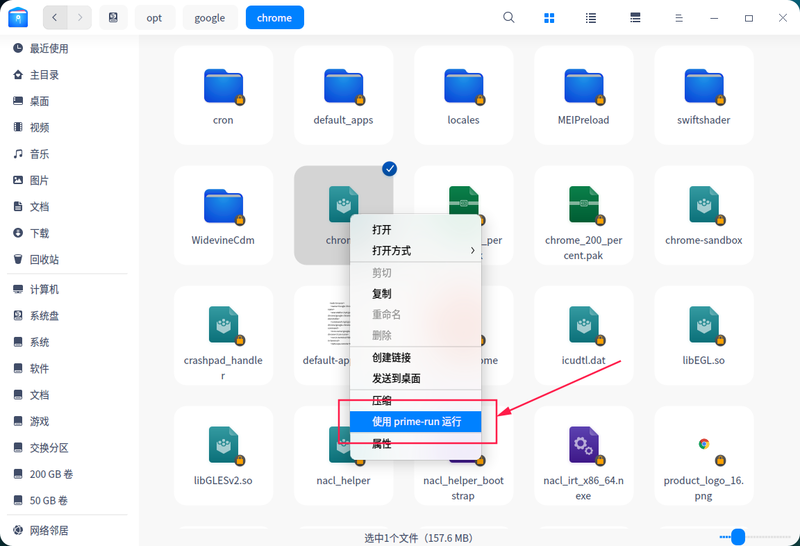 opt
google
chrome
最近使用
主目录
桌面
视频
音乐
图片
文档
下载
回收站
计算机
系统盘
系统
软件
文档
游戏
交换分区
200 GB 卷
50 GB 卷
网络邻居
cron
default_apps
locales
MEIPreload
swiftshader
WidevineCdm
chrom
_per
chrome_200_per
cent.pak
chrome-sandbox
crashpad_handle
r
default-ap
ome
icudtl.dat
libEGL.so
libGLESv2.so
nacl_helper
nacl_helper_boot
strap
nacl_irt_x86_64.n
exe
product_logo_16.
png
打开
打开方式
剪切
复制
重命名
删除
创建链接
发送到桌面
压缩
使用 prime-run 运行
属性
选中1个文件（157.6 MB）